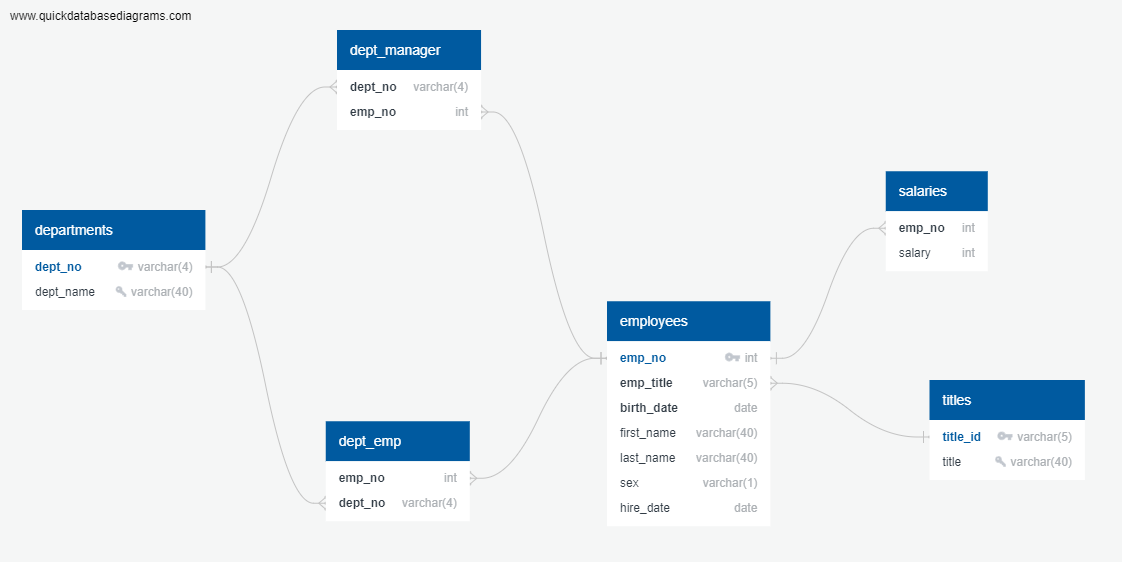 www.quickdatabasediagrams.com
dept_manager
dept_no varchar(4)
emp_no int
departments
dept_no varchar(4)
dept_name varchar(40)
dept_emp
emp_no int
dept_no varchar(4)
employees
emp_no int
emp_title varchar(5)
birth_date date
first_name varchar(40)
last_name varchar(40)
sex varchar(1)
hire_date date
salaries
emp_no int
salary int
titles
title_id varchar(5)
title varchar(40)